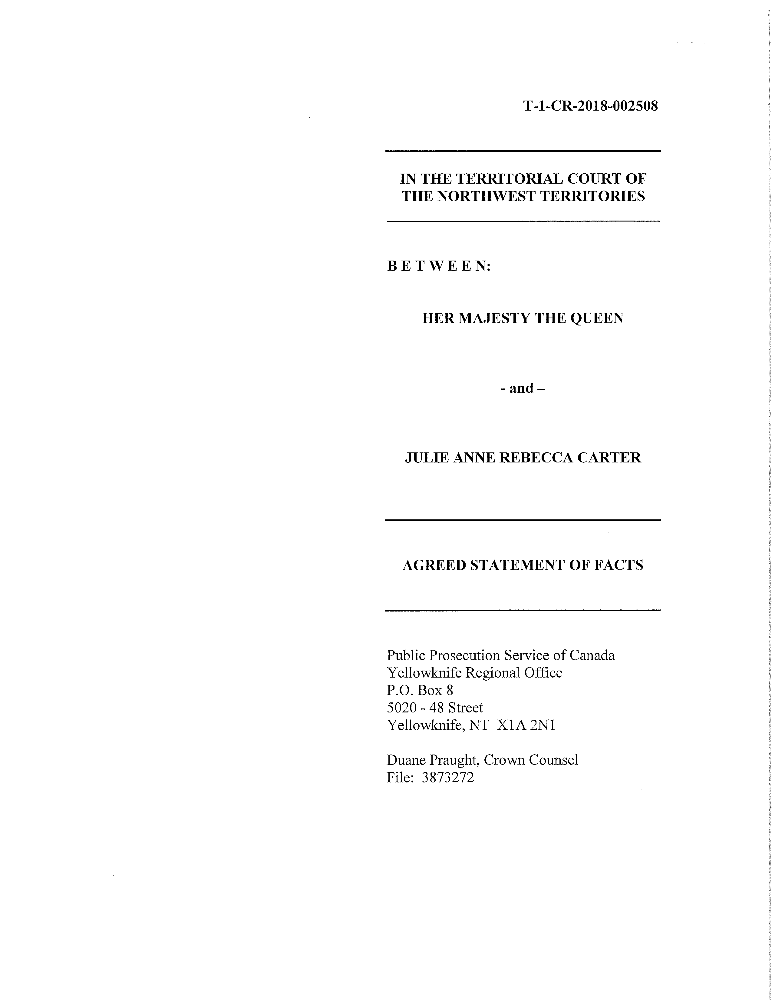 T-1-CR-2018-002508
IN THE TERRITORIAL COURT OF
THE NORTHWEST TERRITORIES
B E T W E E N:
HER MAJESTY THE QUEEN
- and –
JULIE ANNE REBECCA CARTER
AGREED STATEMENT OF FACTS
Public Prosecution Service of Canada
Yellowknife Regional Office
P.O. Box 8
5020 - 48 Street
Yellowknife, NT  X1A 2N1
Duane Praught, Crown Counsel
File:  3873272